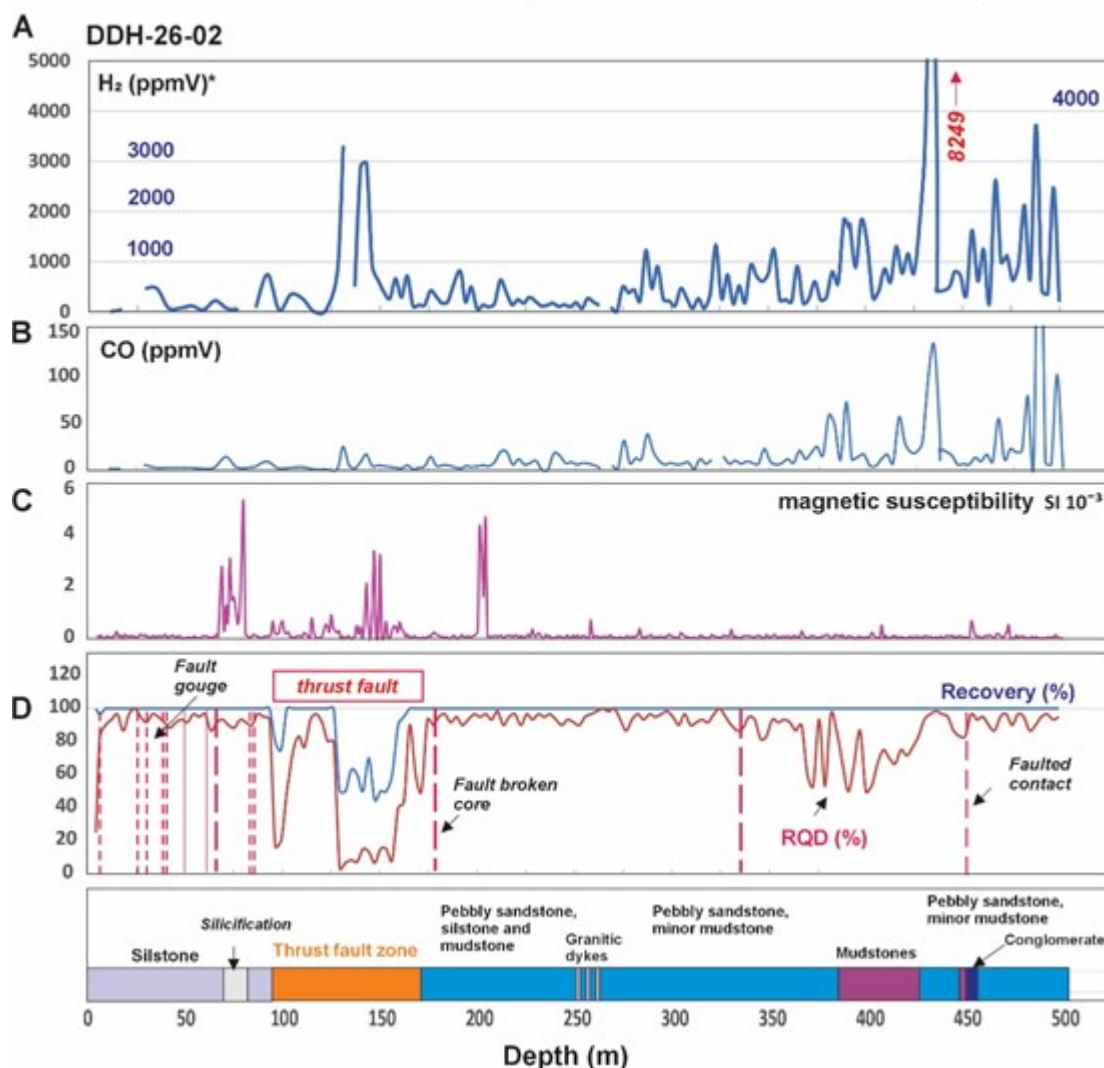 A
DDH-26-02
H₂ (ppmV)*
5000
4000
3000
2000
1000
0
3000
2000
1000
8249
4000
B
CO (ppmV)
150
100
50
0
C
magnetic susceptibility SI 10⁻³
6
4
2
0
D
120
100
80
60
40
20
0
Fault
gouge
thrust fault
Recovery (%)
Fault broken
core
RQD (%)
Faulted
contact
Silicification
Silstone
Thrust fault zone
Pebbly sandstone,
silstone and
mudstone
Granitic
dykes
Pebbly sandstone,
minor mudstone
Mudstones
Pebbly sandstone,
minor mudstone
Conglomerate
0 50 100 150 200 250 300 350 400 450 500
Depth (m)